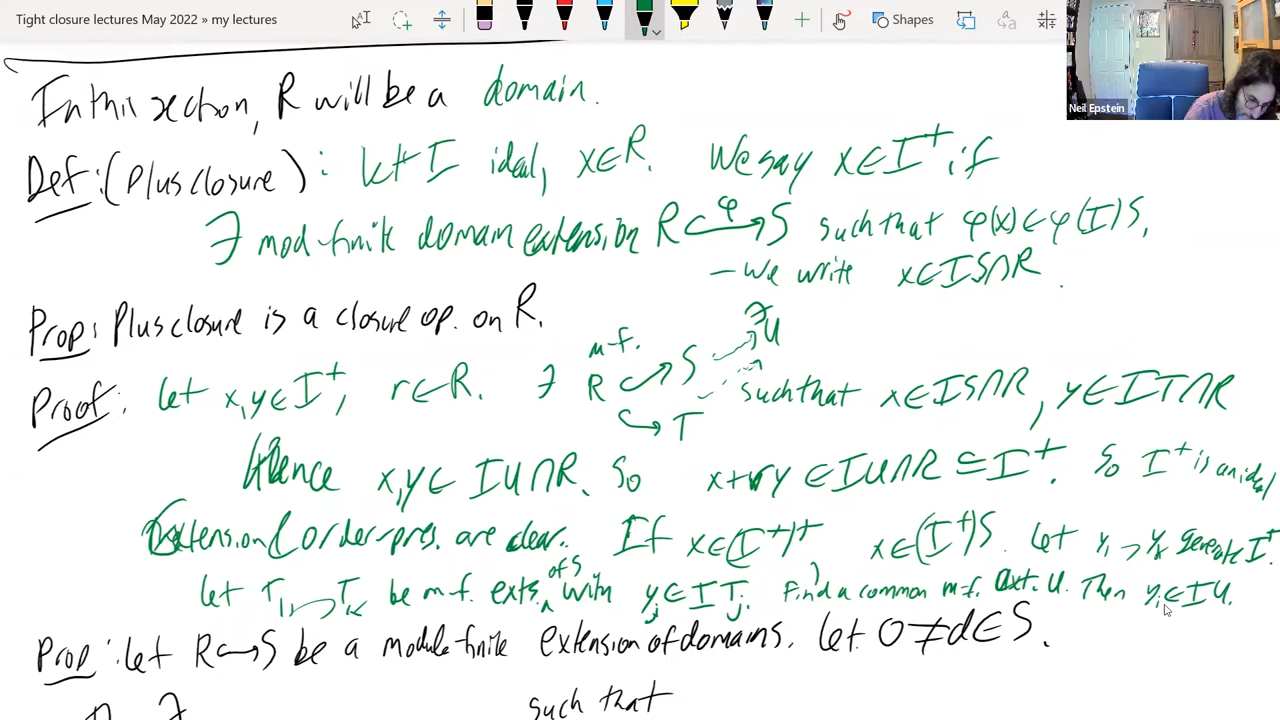 Tight closure lectures May 2022 » my lectures
Shapes
Neil Epstein
In this section, R will be a domain.
Def: (Plus closure): Let I ideal, x∈R. We say x∈I⁺ if
∃ mod-finite domain extension R ↪^φ S such that φ(x)∈φ(I)S.
– We write x∈IS∩R.
Prop: Plus closure is a closure op. on R.
Proof: Let x,y∈I⁺, r∈R. ∃ R ↪ S, R ↪ T m-f. ∃U such that x∈IS∩R, y∈IT∩R
Hence x,y∈IU∩R. So x+ry∈IU∩R⊆I⁺. So I⁺ is an ideal
Extension & order-pres. are clear. If x∈(I⁺)⁺, x∈(I⁺)S. Let y₁→yₖ generate I⁺.
Let T₁→Tₖ be m-f. exts. of S with yⱼ∈ITⱼ. Find a common m-f. ext. U. Then yᵢ∈IU.
Prop: Let R↪S be a module-finite extension of domains. Let 0≠d∈S.
∃ such that